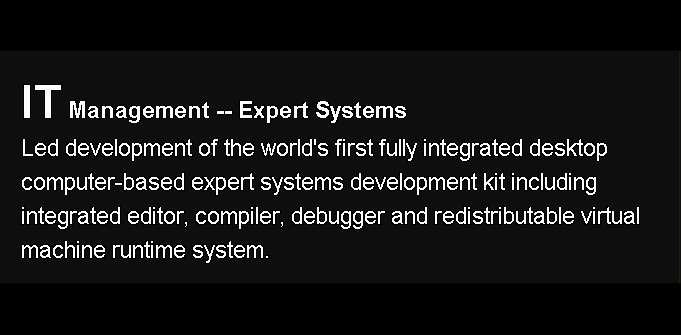 IT Management -- Expert Systems
Led development of the world's first fully integrated desktop
computer-based expert systems development kit including
integrated editor, compiler, debugger and redistributable virtual
machine runtime system.